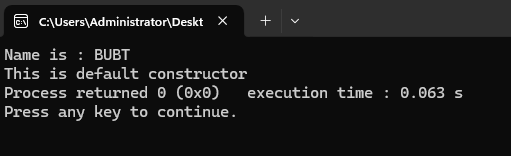 C:\Users\Administrator\Deskt
Name is : BUBT
This is default constructor
Process returned 0 (0x0)   execution time : 0.063 s
Press any key to continue.